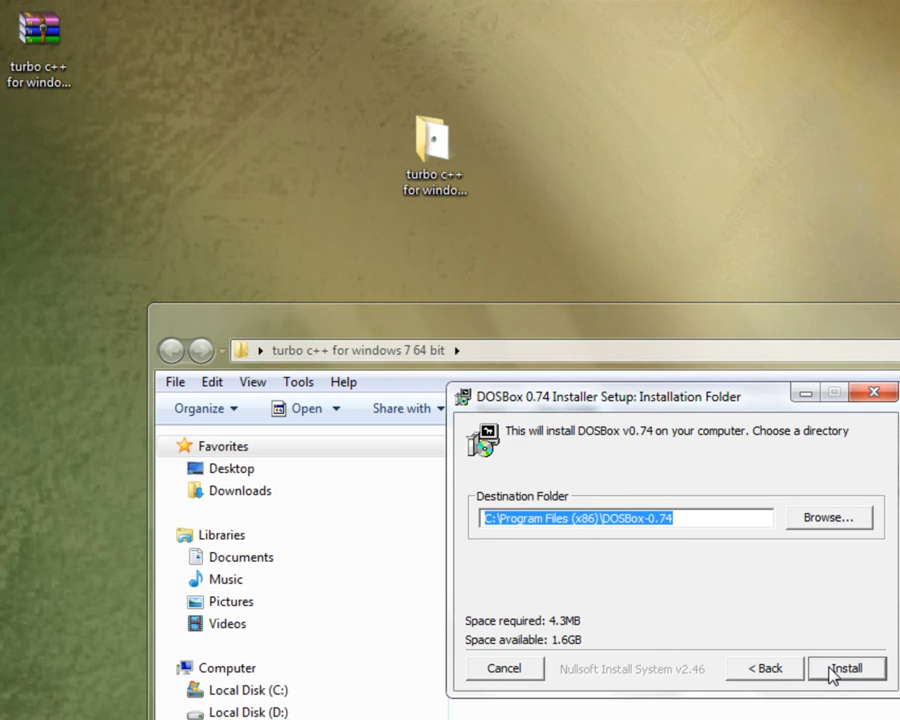 turbo c++
for windo...
turbo c++
for windo...
turbo c++ for windows 7 64 bit
File Edit View Tools Help
Organize Open Share with
Favorites
Desktop
Downloads
Libraries
Documents
Music
Pictures
Videos
Computer
Local Disk (C:)
Local Disk (D:)
DOSBox 0.74 Installer Setup: Installation Folder
This will install DOSBox v0.74 on your computer. Choose a directory
Destination Folder
C:\Program Files (x86)\DOSBox-0.74
Browse...
Space required: 4.3MB
Space available: 1.6GB
Cancel Nullsoft Install System v2.46 < Back Install